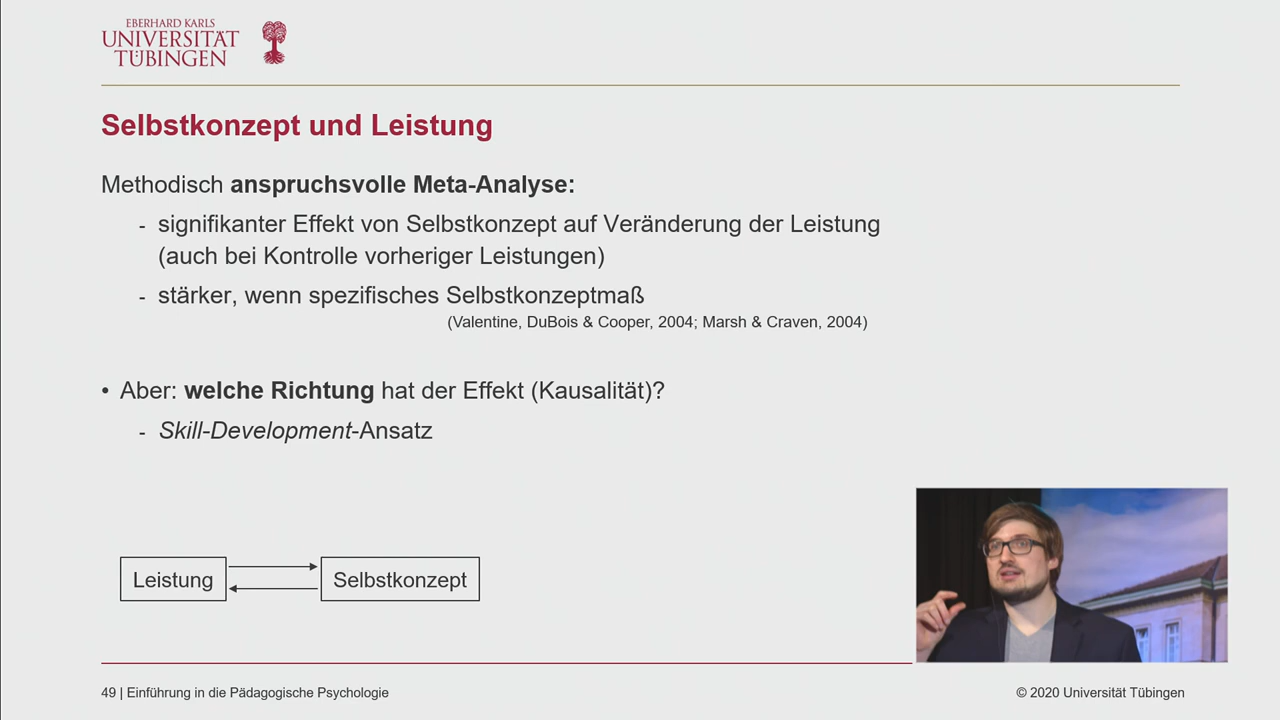 EBERHARD KARLS
UNIVERSITÄT
TÜBINGEN
Selbstkonzept und Leistung
Methodisch anspruchsvolle Meta-Analyse:
- signifikanter Effekt von Selbstkonzept auf Veränderung der Leistung
(auch bei Kontrolle vorheriger Leistungen)
- stärker, wenn spezifisches Selbstkonzeptmaß
(Valentine, DuBois & Cooper, 2004; Marsh & Craven, 2004)
• Aber: welche Richtung hat der Effekt (Kausalität)?
- Skill-Development-Ansatz
Leistung
Selbstkonzept
49 | Einführung in die Pädagogische Psychologie
© 2020 Universität Tübingen